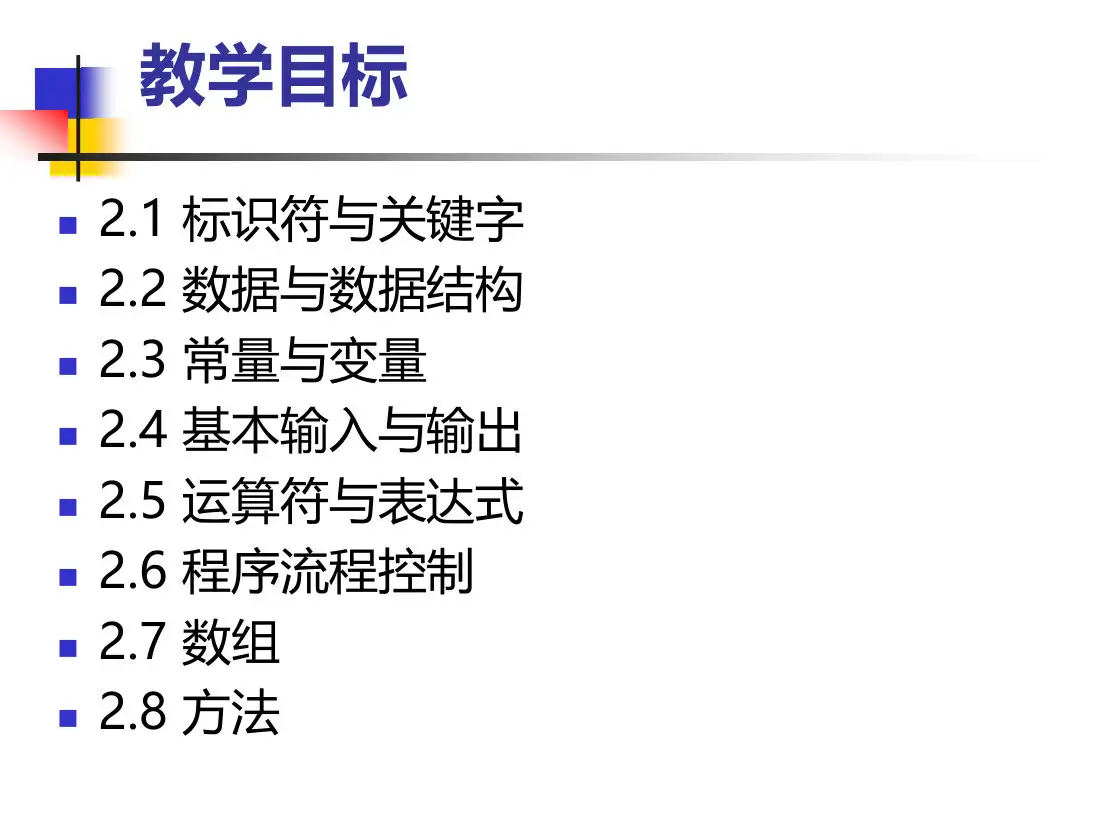 教学目标
2.1 标识符与关键字
2.2 数据与数据结构
2.3 常量与变量
2.4 基本输入与输出
2.5 运算符与表达式
2.6 程序流程控制
2.7 数组
2.8 方法